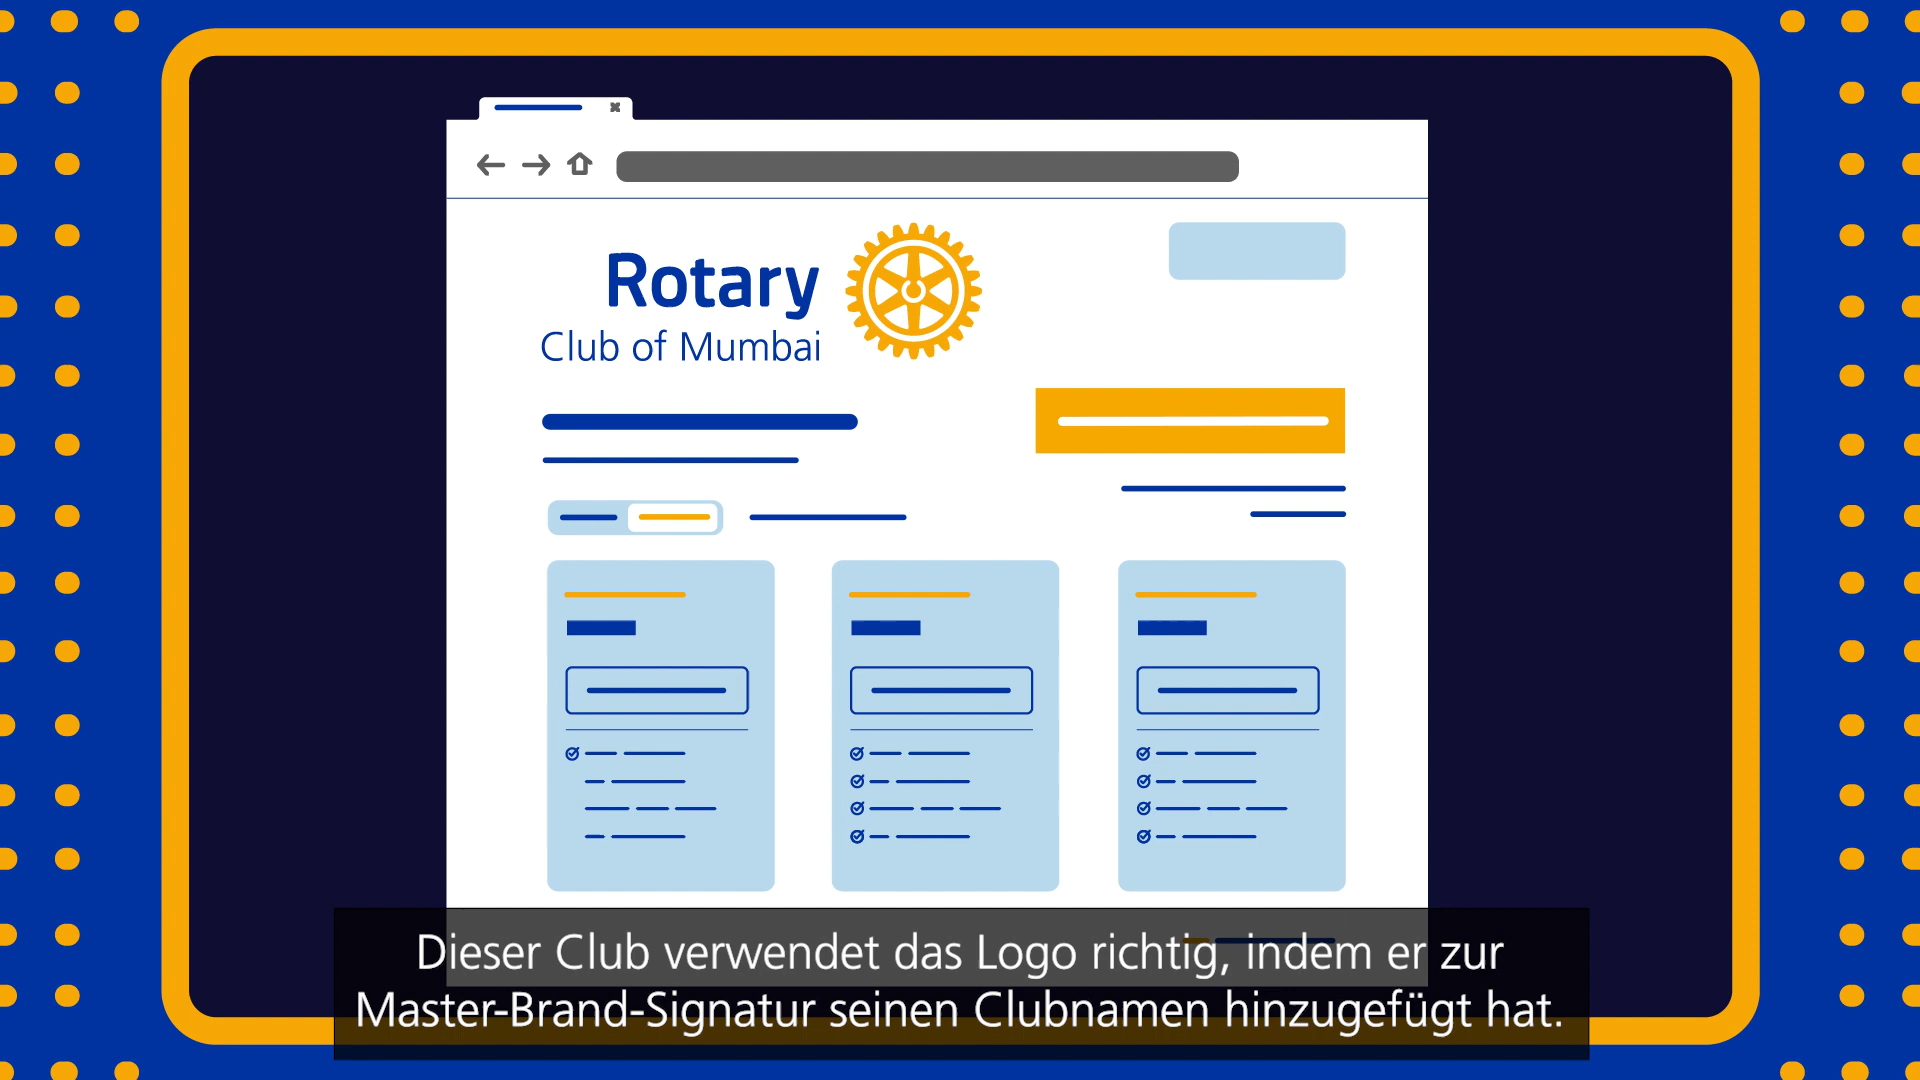 Rotary
Club of Mumbai
Dieser Club verwendet das Logo richtig, indem er zur
Master-Brand-Signatur seinen Clubnamen hinzugefügt hat.